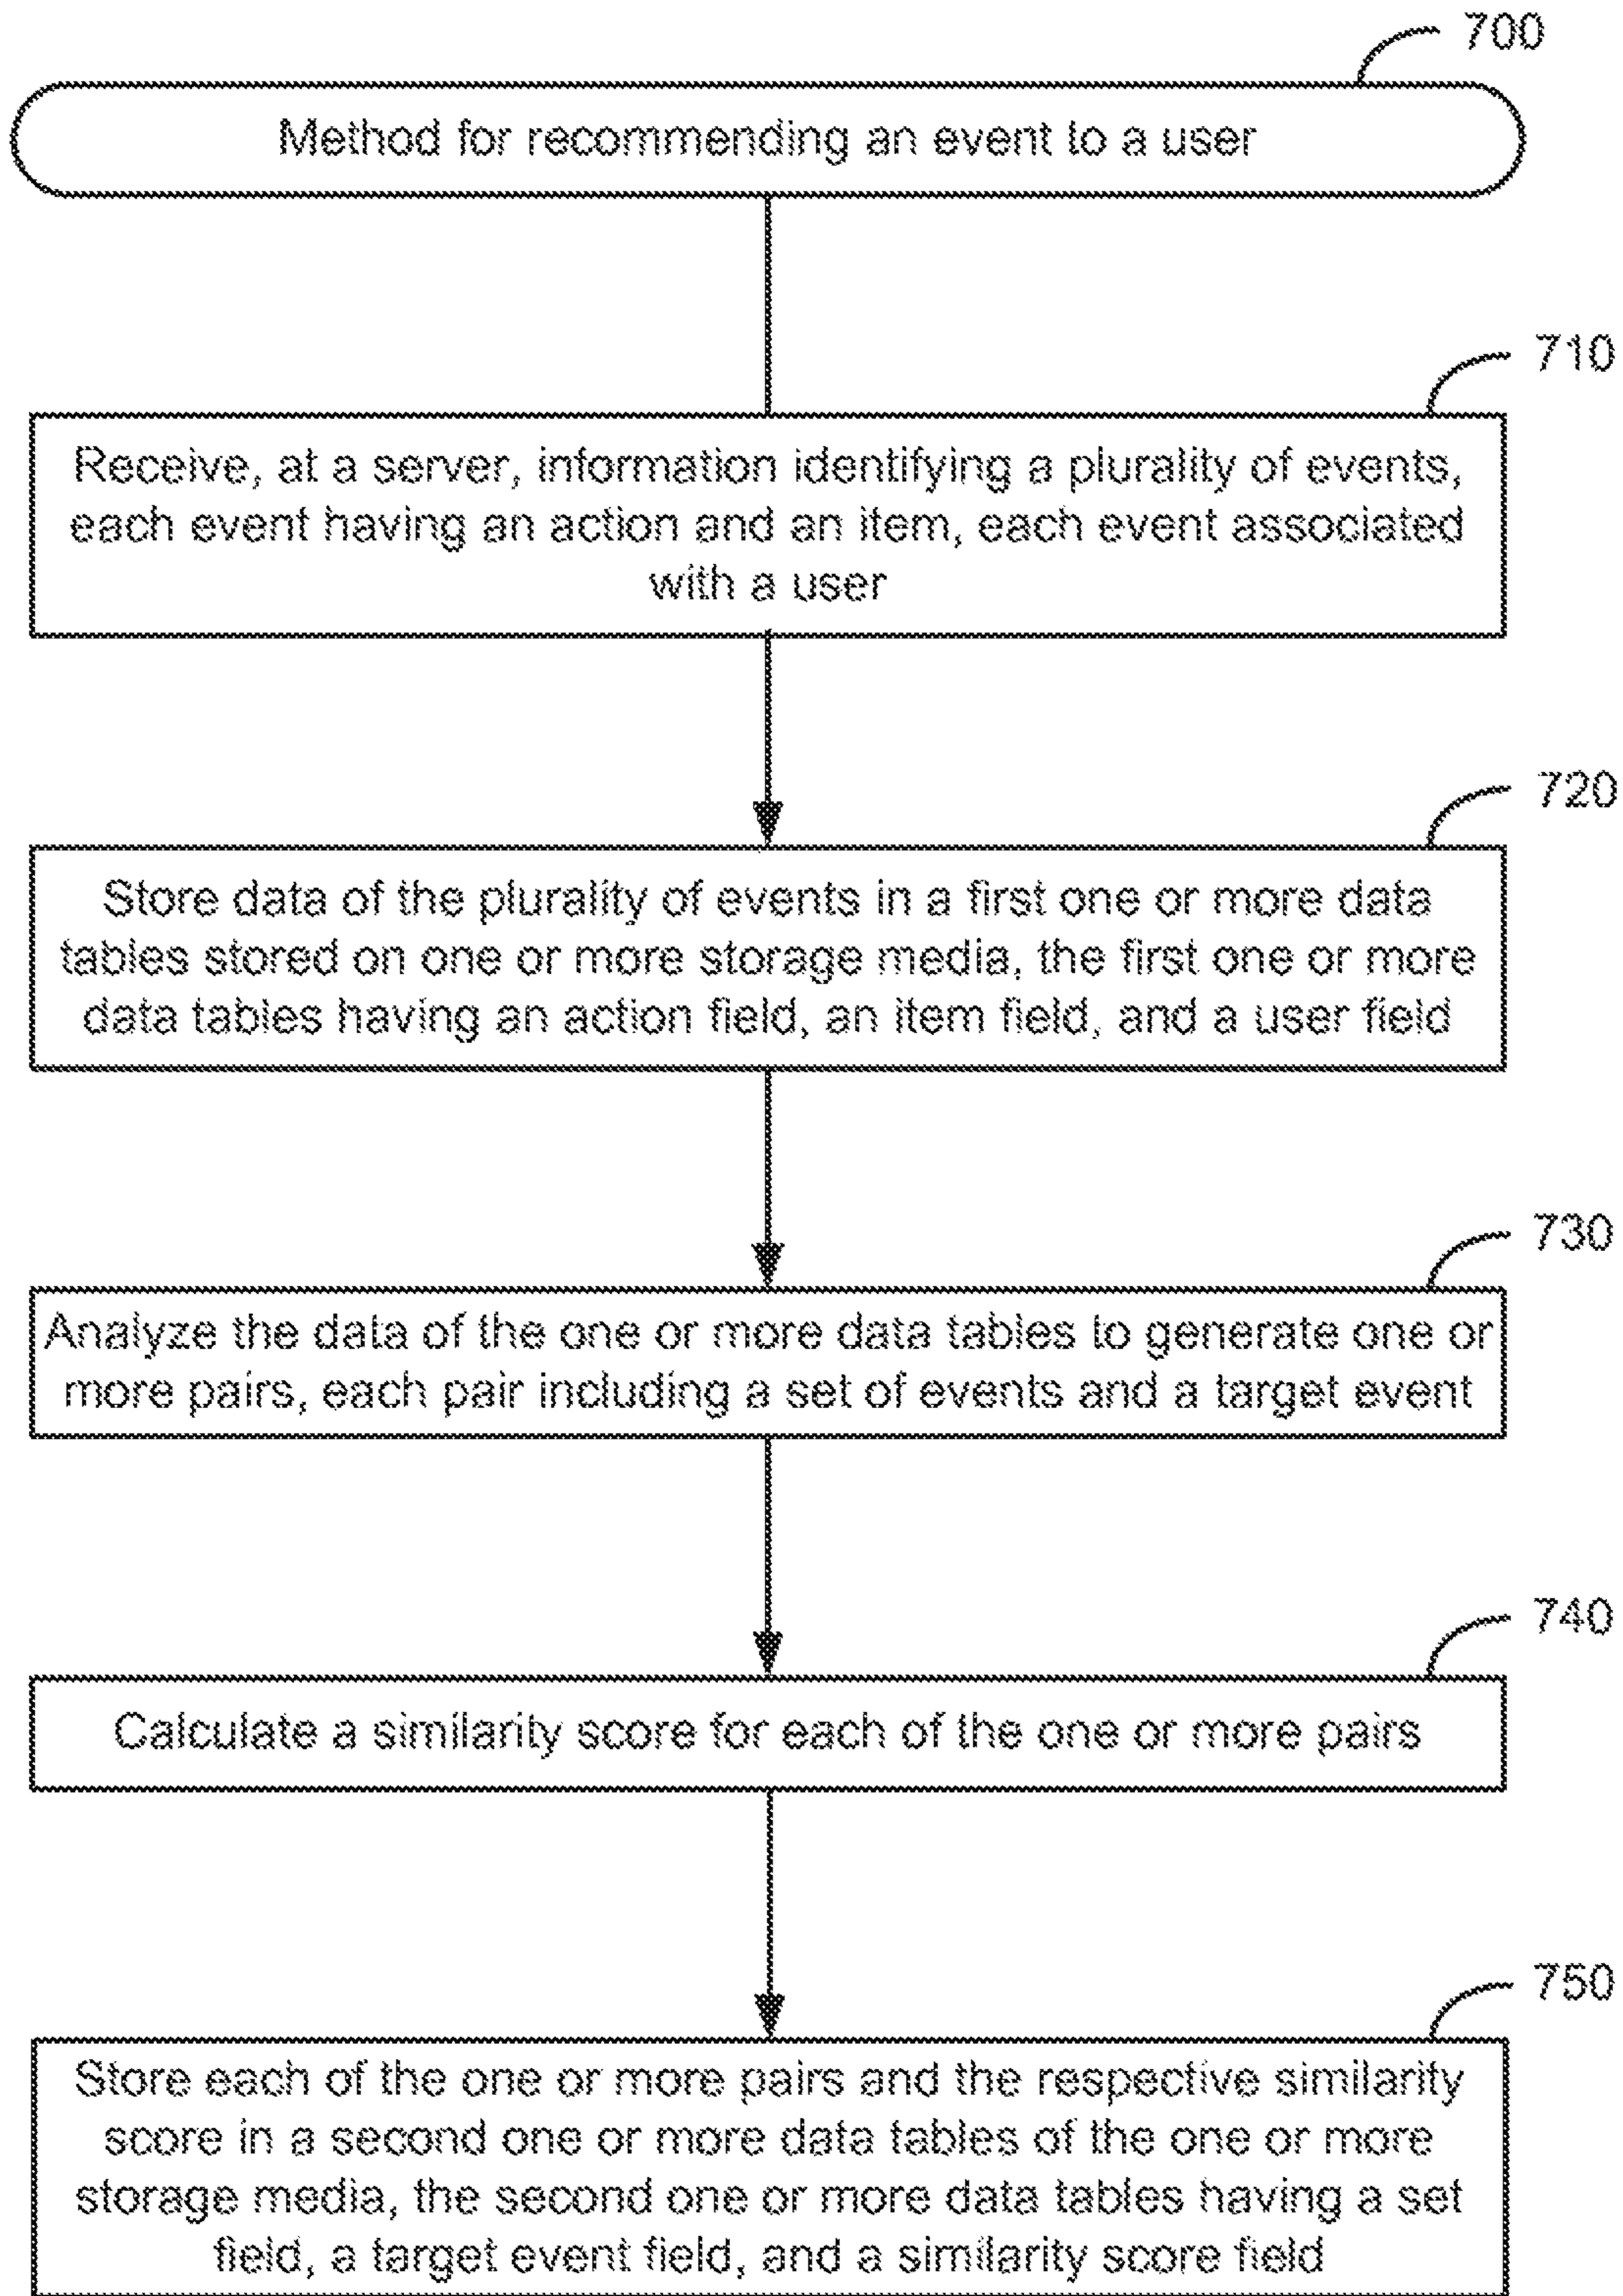 700
Method for recommending an event to a user
710
Receive, at a server, information identifying a plurality of events,
each event having an action and an item, each event associated
with a user
720
Store data of the plurality of events in a first one or more data
tables stored on one or more storage media, the first one or more
data tables having an action field, an item field, and a user field
730
Analyze the data of the one or more data tables to generate one or
more pairs, each pair including a set of events and a target event
740
Calculate a similarity score for each of the one or more pairs
750
Store each of the one or more pairs and the respective similarity
score in a second one or more data tables of the one or more
storage media, the second one or more data tables having a set
field, a target event field, and a similarity score field